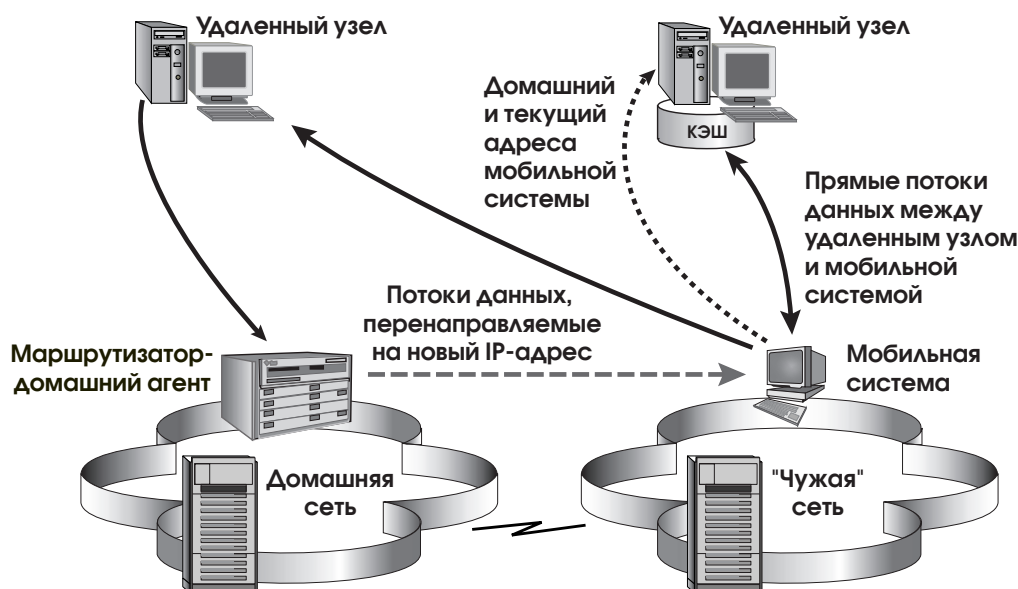 Удаленный узел
Удаленный узел
Домашний
и текущий
адреса
мобильной
системы
КЭШ
Прямые потоки
данных между
удаленным узлом
и мобильной
системой
Потоки данных,
перенаправляемые
на новый IP-адрес
Маршрутизатор-
домашний агент
Мобильная
система
Домашняя
сеть
"Чужая"
сеть